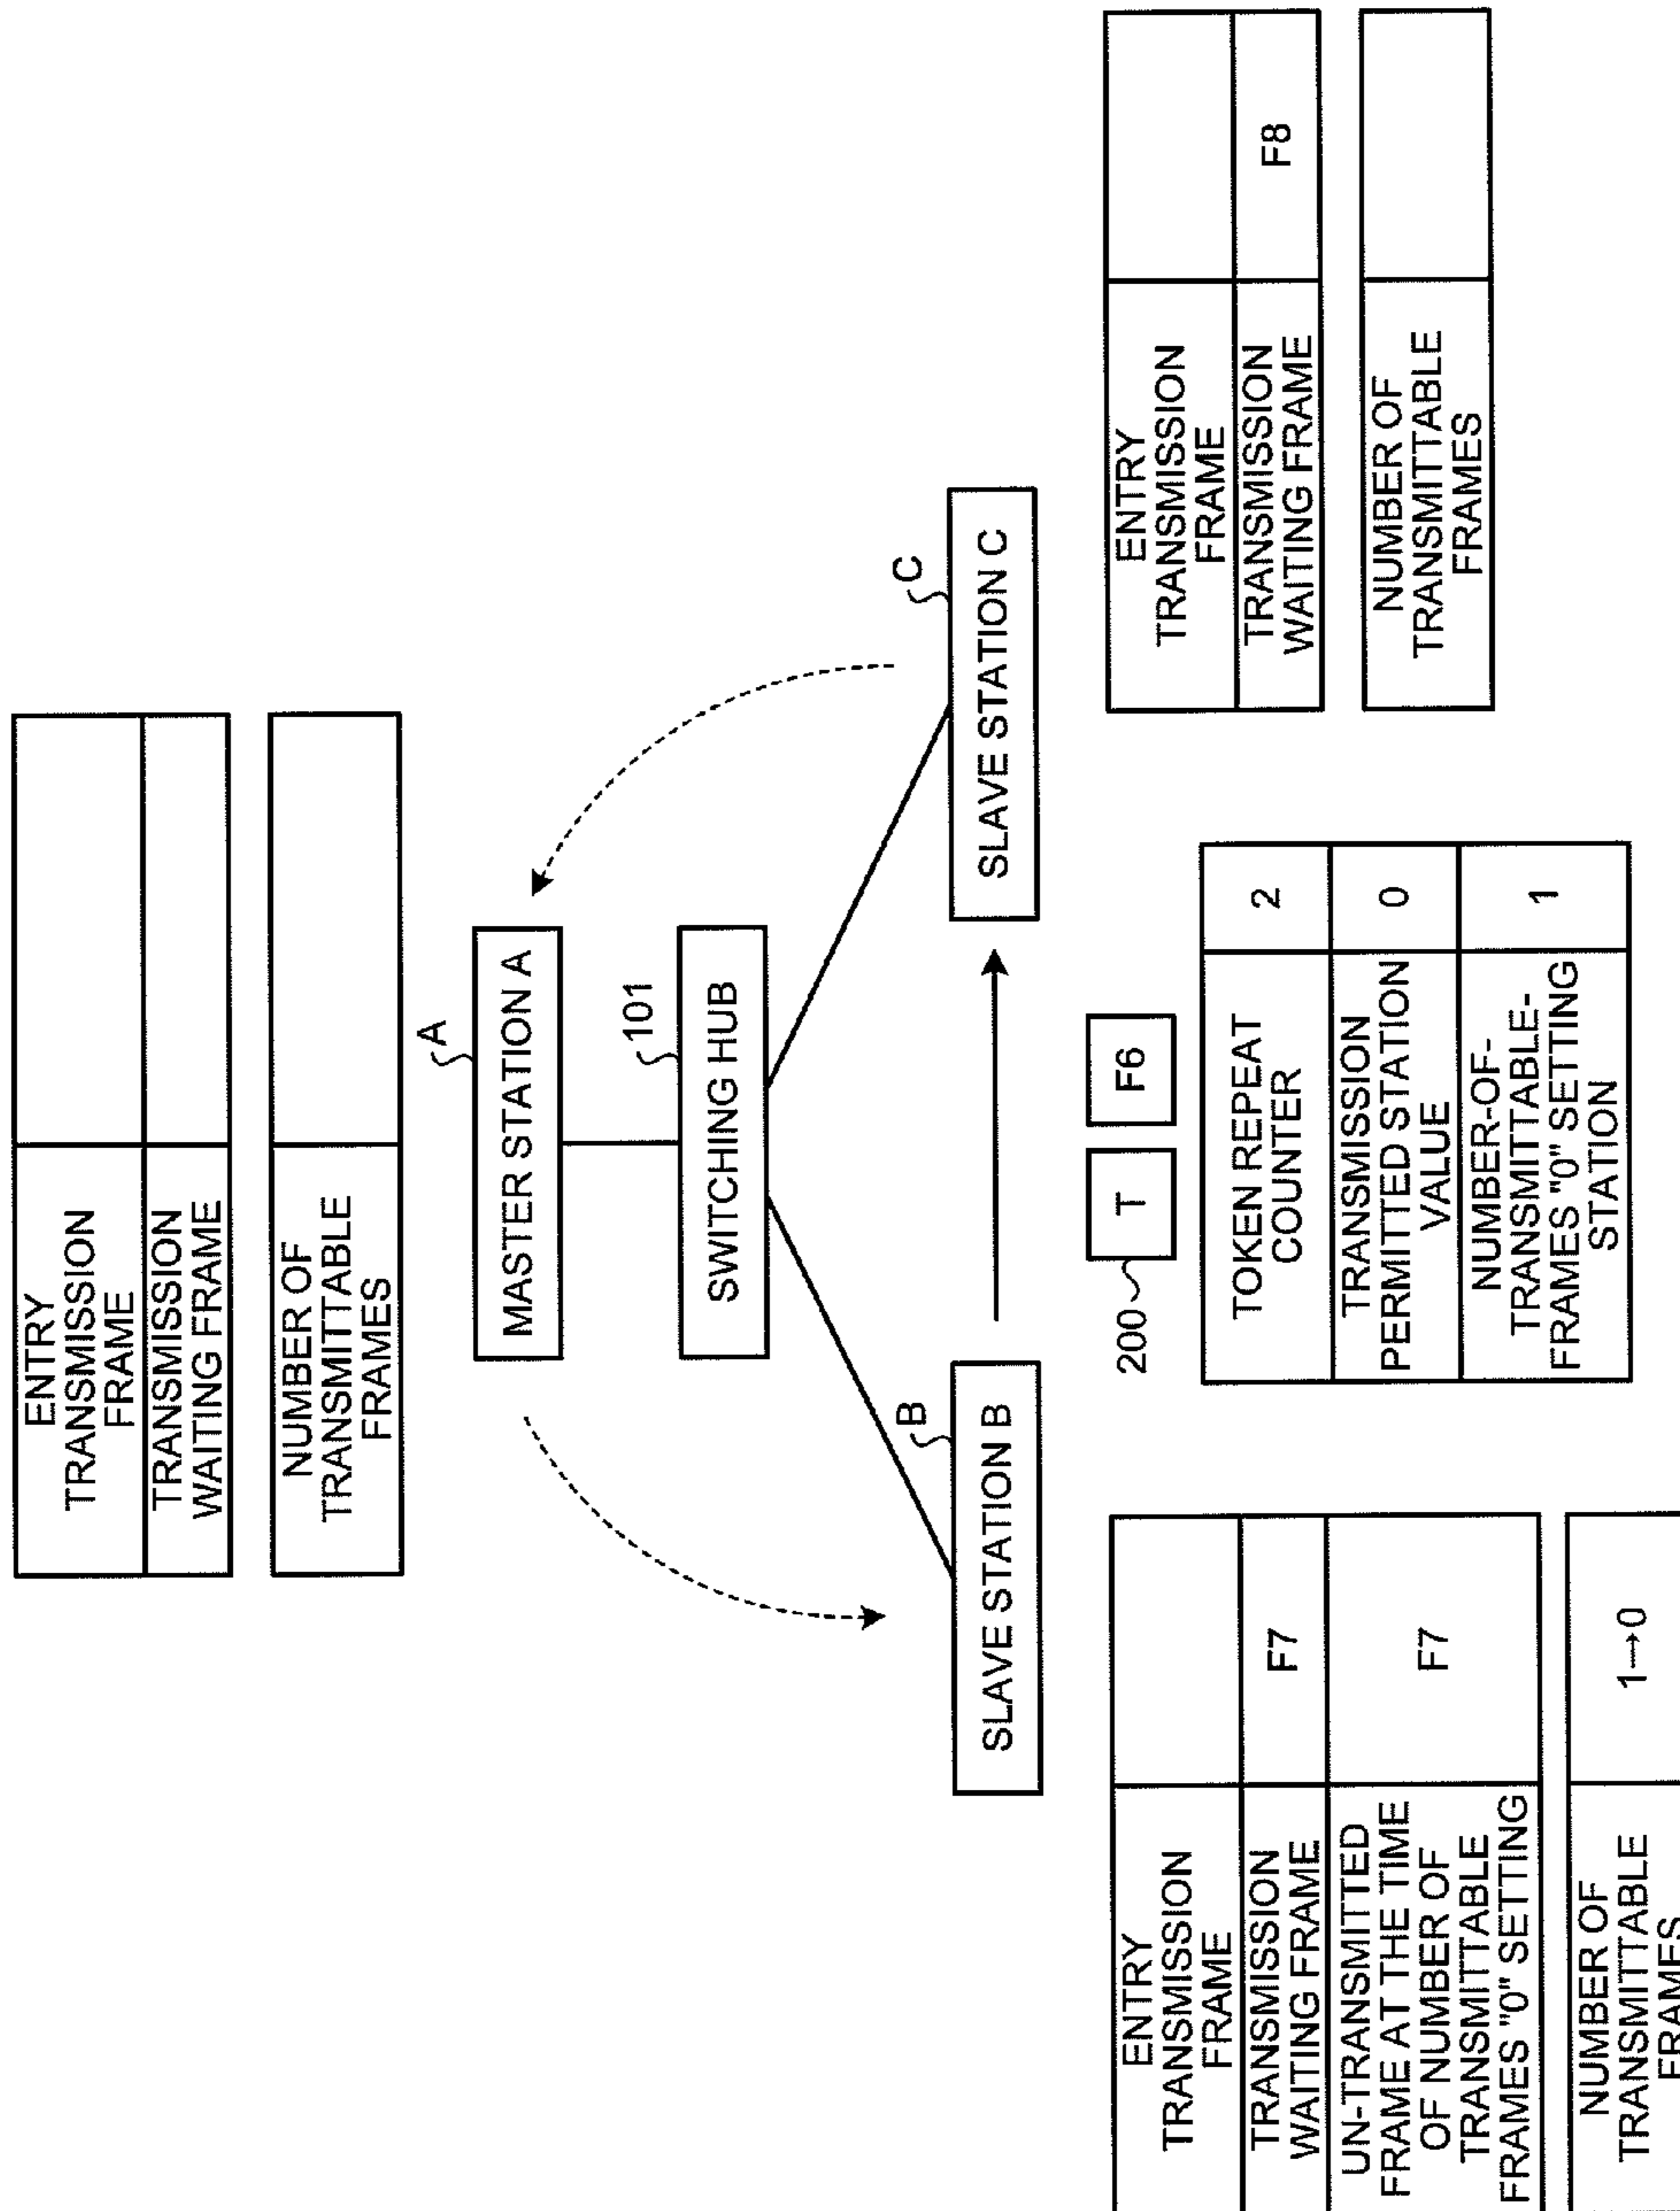 ENTRY
TRANSMISSION
FRAME
TRANSMISSION
WAITING FRAME
NUMBER OF
TRANSMITTABLE
FRAMES
A
MASTER STATION A
101
SWITCHING HUB
B
SLAVE STATION B
C
SLAVE STATION C
ENTRY
TRANSMISSION
FRAME
TRANSMISSION
WAITING FRAME
F7
UN-TRANSMITTED
FRAME AT THE TIME
OF NUMBER OF
TRANSMITTABLE
FRAMES "0" SETTING
F7
NUMBER OF
TRANSMITTABLE
FRAMES
1→0
200
T
F6
TOKEN REPEAT
COUNTER
2
TRANSMISSION
PERMITTED STATION
VALUE
0
NUMBER-OF-
TRANSMITTABLE-
FRAMES "0" SETTING
STATION
1
ENTRY
TRANSMISSION
FRAME
TRANSMISSION
WAITING FRAME
F8
NUMBER OF
TRANSMITTABLE
FRAMES